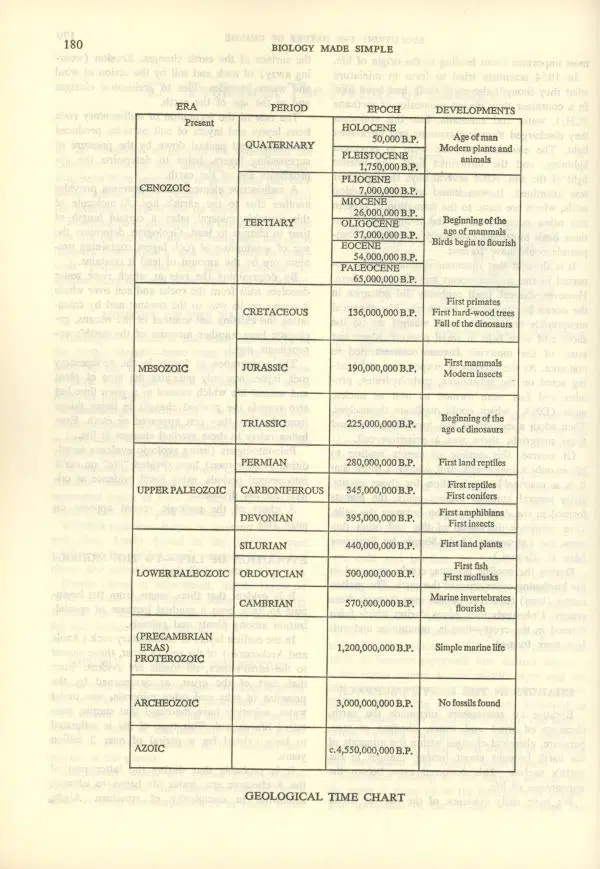 180
BIOLOGY MADE SIMPLE
ERA PERIOD EPOCH DEVELOPMENTS
Present
QUATERNARY
HOLOCENE
50,000 B.P.
PLEISTOCENE
1,750,000 B.P.
Age of man
Modern plants and
animals
CENOZOIC
TERTIARY
PLIOCENE
7,000,000 B.P.
MIOCENE
26,000,000 B.P.
OLIGOCENE
37,000,000 B.P.
EOCENE
54,000,000 B.P.
PALEOCENE
65,000,000 B.P.
Beginning of the
age of mammals
Birds begin to flourish
MESOZOIC
CRETACEOUS
136,000,000 B.P.
First primates
First hard-wood trees
Fall of the dinosaurs
JURASSIC
190,000,000 B.P.
First mammals
Modern insects
TRIASSIC
225,000,000 B.P.
Beginning of the
age of dinosaurs
UPPER PALEOZOIC
PERMIAN
280,000,000 B.P.
First land reptiles
CARBONIFEROUS
345,000,000 B.P.
First reptiles
First conifers
DEVONIAN
395,000,000 B.P.
First amphibians
First insects
LOWER PALEOZOIC
SILURIAN
440,000,000 B.P.
First land plants
ORDOVICIAN
500,000,000 B.P.
First fish
First mollusks
CAMBRIAN
570,000,000 B.P.
Marine invertebrates
flourish
(PRECAMBRIAN
ERAS)
PROTEROZOIC
1,200,000,000 B.P.
Simple marine life
ARCHEOZOIC
3,000,000,000 B.P.
No fossils found
AZOIC
c.4,550,000,000 B.P.
GEOLOGICAL TIME CHART